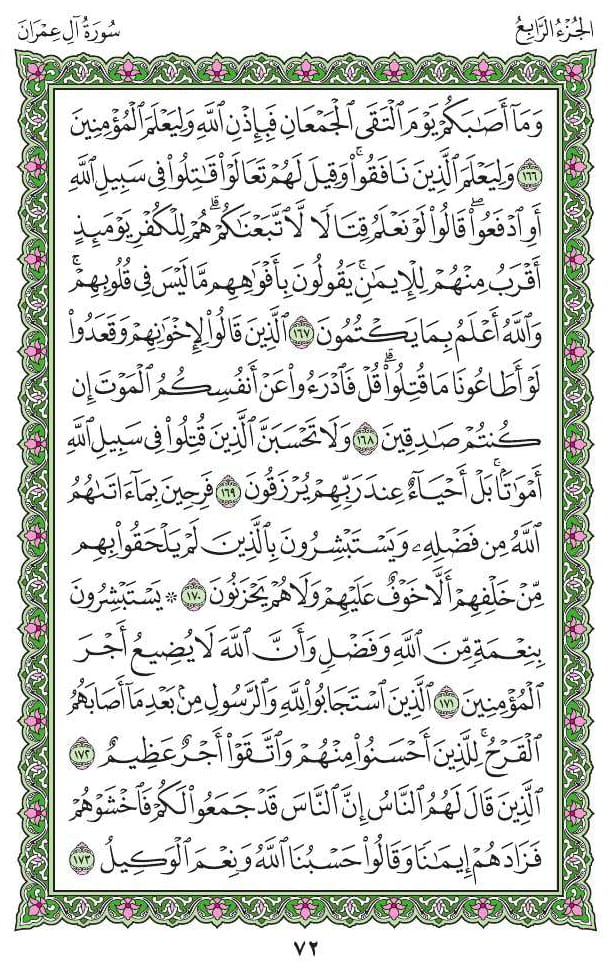 الجُزْءُ الرَّابِعُ
سُورَةُ آلِ عِمْرَانَ
وَمَآ أَصَٰبَكُمْ يَوْمَ ٱلْتَقَى ٱلْجَمْعَانِ فَبِإِذْنِ ٱللَّهِ وَلِيَعْلَمَ ٱلْمُؤْمِنِينَ
١٦٦ وَلِيَعْلَمَ ٱلَّذِينَ نَافَقُوا۟ۚ وَقِيلَ لَهُمْ تَعَالَوْا۟ قَٰتِلُوا۟ فِى سَبِيلِ ٱللَّهِ
أَوِ ٱدْفَعُوا۟ۖ قَالُوا۟ لَوْ نَعْلَمُ قِتَالًا لَّٱتَّبَعْنَٰكُمْۗ هُمْ لِلْكُفْرِ يَوْمَئِذٍ
أَقْرَبُ مِنْهُمْ لِلْإِيمَٰنِۚ يَقُولُونَ بِأَفْوَٰهِهِم مَّا لَيْسَ فِى قُلُوبِهِمْۚ
وَٱللَّهُ أَعْلَمُ بِمَا يَكْتُمُونَ ١٦٧ ٱلَّذِينَ قَالُوا۟ لِإِخْوَٰنِهِمْ وَقَعَدُوا۟
لَوْ أَطَاعُونَا مَا قُتِلُوا۟ۗ قُلْ فَٱدْرَءُوا۟ عَنْ أَنفُسِكُمُ ٱلْمَوْتَ إِن
كُنتُمْ صَٰدِقِينَ ١٦٨ وَلَا تَحْسَبَنَّ ٱلَّذِينَ قُتِلُوا۟ فِى سَبِيلِ ٱللَّهِ
أَمْوَٰتًۢاۚ بَلْ أَحْيَآءٌ عِندَ رَبِّهِمْ يُرْزَقُونَ ١٦٩ فَرِحِينَ بِمَآ ءَاتَىٰهُمُ
ٱللَّهُ مِن فَضْلِهِۦ وَيَسْتَبْشِرُونَ بِٱلَّذِينَ لَمْ يَلْحَقُوا۟ بِهِم
مِّنْ خَلْفِهِمْ أَلَّا خَوْفٌ عَلَيْهِمْ وَلَا هُمْ يَحْزَنُونَ ١٧٠ ۞ يَسْتَبْشِرُونَ
بِنِعْمَةٍ مِّنَ ٱللَّهِ وَفَضْلٍ وَأَنَّ ٱللَّهَ لَا يُضِيعُ أَجْرَ
ٱلْمُؤْمِنِينَ ١٧١ ٱلَّذِينَ ٱسْتَجَابُوا۟ لِلَّهِ وَٱلرَّسُولِ مِنۢ بَعْدِ مَآ أَصَابَهُمُ
ٱلْقَرْحُۚ لِلَّذِينَ أَحْسَنُوا۟ مِنْهُمْ وَٱتَّقَوْا۟ أَجْرٌ عَظِيمٌ ١٧٢
ٱلَّذِينَ قَالَ لَهُمُ ٱلنَّاسُ إِنَّ ٱلنَّاسَ قَدْ جَمَعُوا۟ لَكُمْ فَٱخْشَوْهُمْ
فَزَادَهُمْ إِيمَٰنًا وَقَالُوا۟ حَسْبُنَا ٱللَّهُ وَنِعْمَ ٱلْوَكِيلُ ١٧٣
٧٢